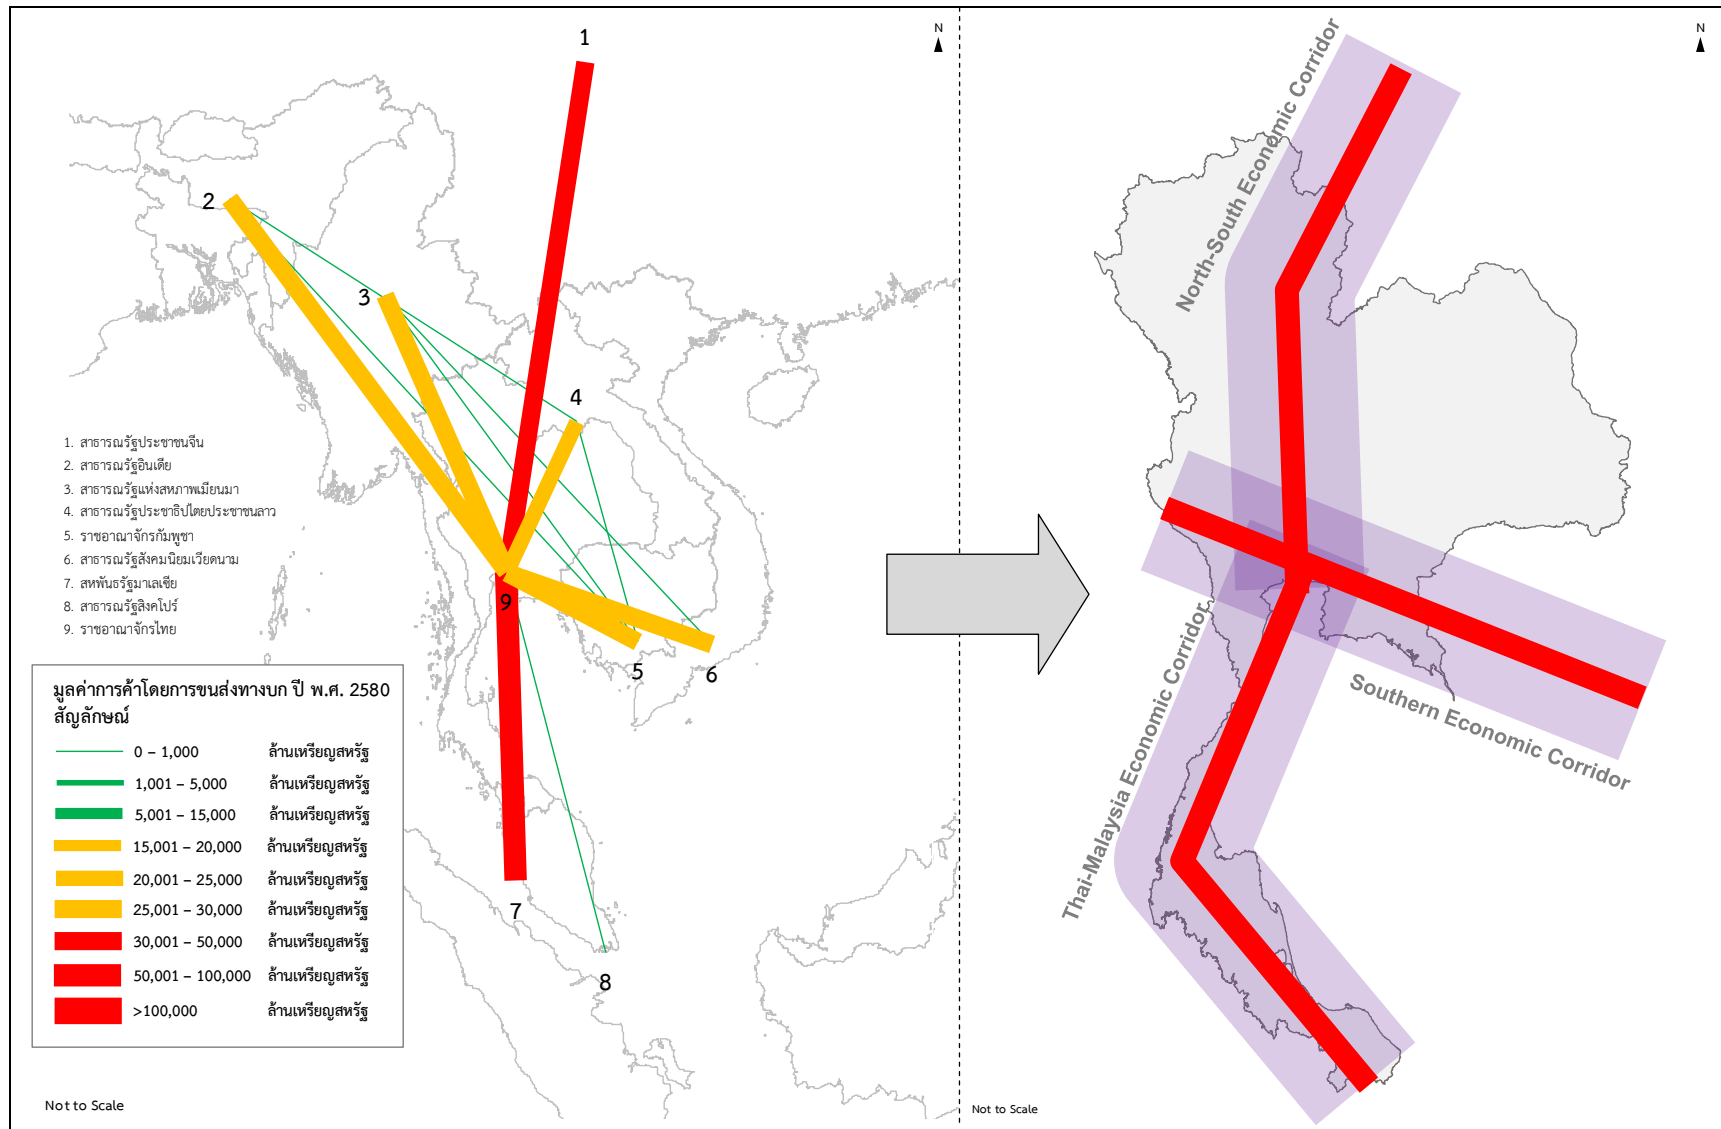 1
N
N
2
3
4
1. สาธารณรัฐประชาชนจีน
2. สาธารณรัฐอินเดีย
3. สาธารณรัฐแห่งสหภาพเมียนมา
4. สาธารณรัฐประชาธิปไตยประชาชนลาว
5. ราชอาณาจักรกัมพูชา
6. สาธารณรัฐสังคมนิยมเวียดนาม
7. สหพันธรัฐมาเลเซีย
8. สาธารณรัฐสิงคโปร์
9. ราชอาณาจักรไทย
9
5
6
7
8
มูลค่าการค้าโดยการขนส่งทางบก ปี พ.ศ. 2580
สัญลักษณ์
0 – 1,000 ล้านเหรียญสหรัฐ
1,001 – 5,000 ล้านเหรียญสหรัฐ
5,001 – 15,000 ล้านเหรียญสหรัฐ
15,001 – 20,000 ล้านเหรียญสหรัฐ
20,001 – 25,000 ล้านเหรียญสหรัฐ
25,001 – 30,000 ล้านเหรียญสหรัฐ
30,001 – 50,000 ล้านเหรียญสหรัฐ
50,001 – 100,000 ล้านเหรียญสหรัฐ
>100,000 ล้านเหรียญสหรัฐ
Not to Scale
North-South Economic Corridor
Southern Economic Corridor
Thai-Malaysia Economic Corridor
Not to Scale